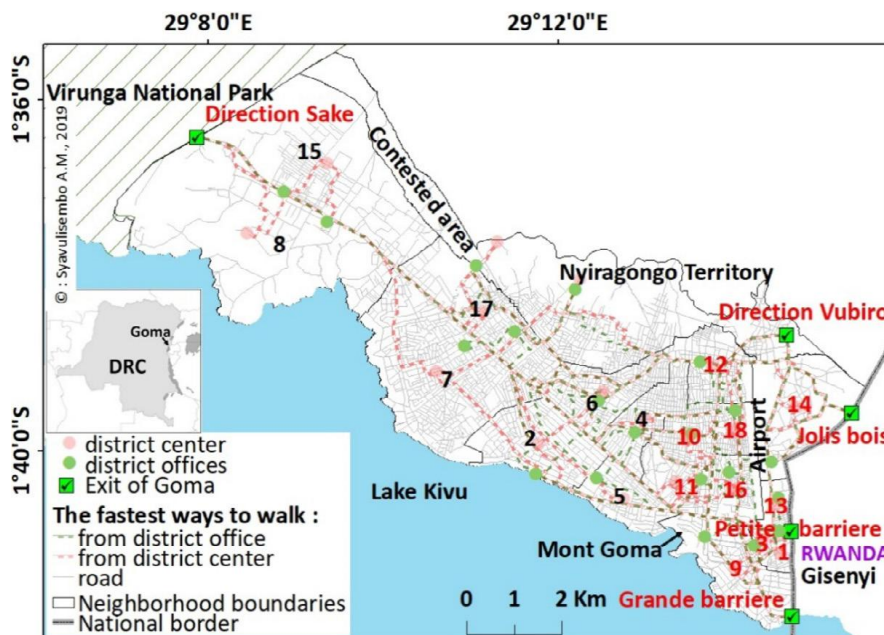 29°8'0"E 29°12'0"E
1°36'0"S
Virunga National Park
Direction Sake
15
Contested area
8
© : Syavulisembo A.M., 2019
Nyiragongo Territory
17
Direction Vubiro
Goma
DRC
12
7
6
14
4
2
10
18
Jolis bois
1°40'0"S
Airport
district center
district offices
Exit of Goma
Lake Kivu
5
11
16
13
The fastest ways to walk :
from district office
from district center
road
Neighborhood boundaries
National border
Mont Goma
Petite barriere
3
1
RWANDA
Gisenyi
9
0 1 2 Km
Grande barriere